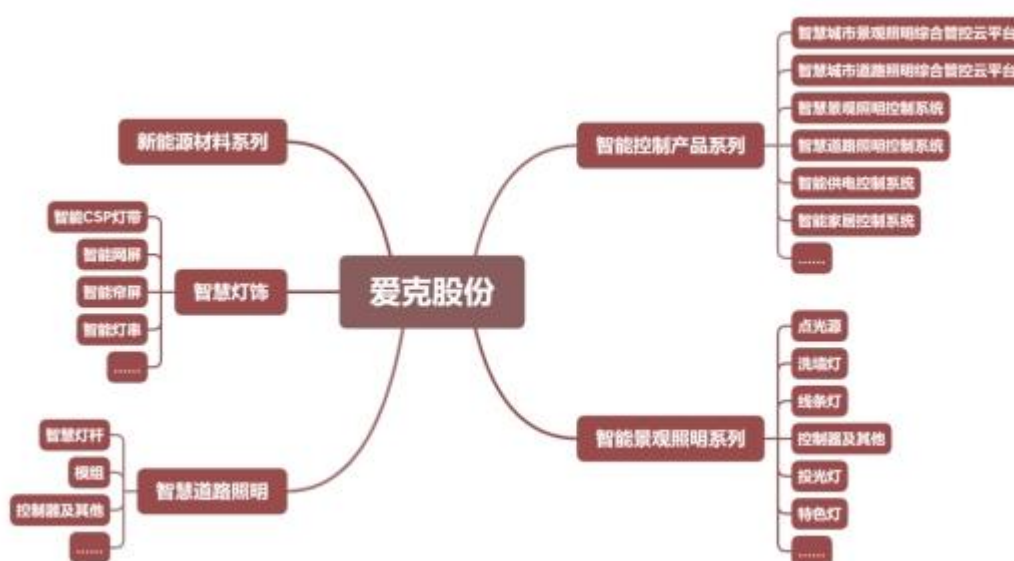 爱克股份
智能控制产品系列
智慧城市景观照明综合管控云平台
智慧城市道路照明综合管控云平台
智慧景观照明控制系统
智慧道路照明控制系统
智能供电控制系统
智能家居控制系统
……
智能景观照明系列
点光源
洗墙灯
线条灯
控制器及其他
投光灯
特色灯
……
新能源材料系列
智慧灯饰
智能CSP灯带
智能网屏
智能帘屏
智能灯串
……
智慧道路照明
智慧灯杆
模组
控制器及其他
……